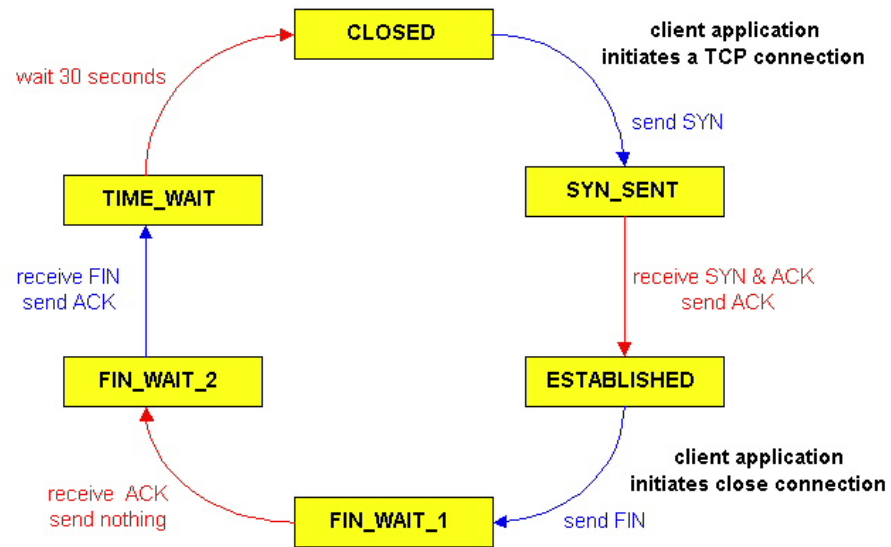 CLOSED
client application
initiates a TCP connection
wait 30 seconds
send SYN
TIME_WAIT
SYN_SENT
receive FIN
send ACK
receive SYN & ACK
send ACK
FIN_WAIT_2
ESTABLISHED
client application
initiates close connection
receive ACK
send nothing
FIN_WAIT_1
send FIN